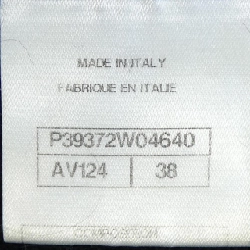 MADE IN ITALY
FABRIQUE EN ITALIE
P39372W04640
AV124 38